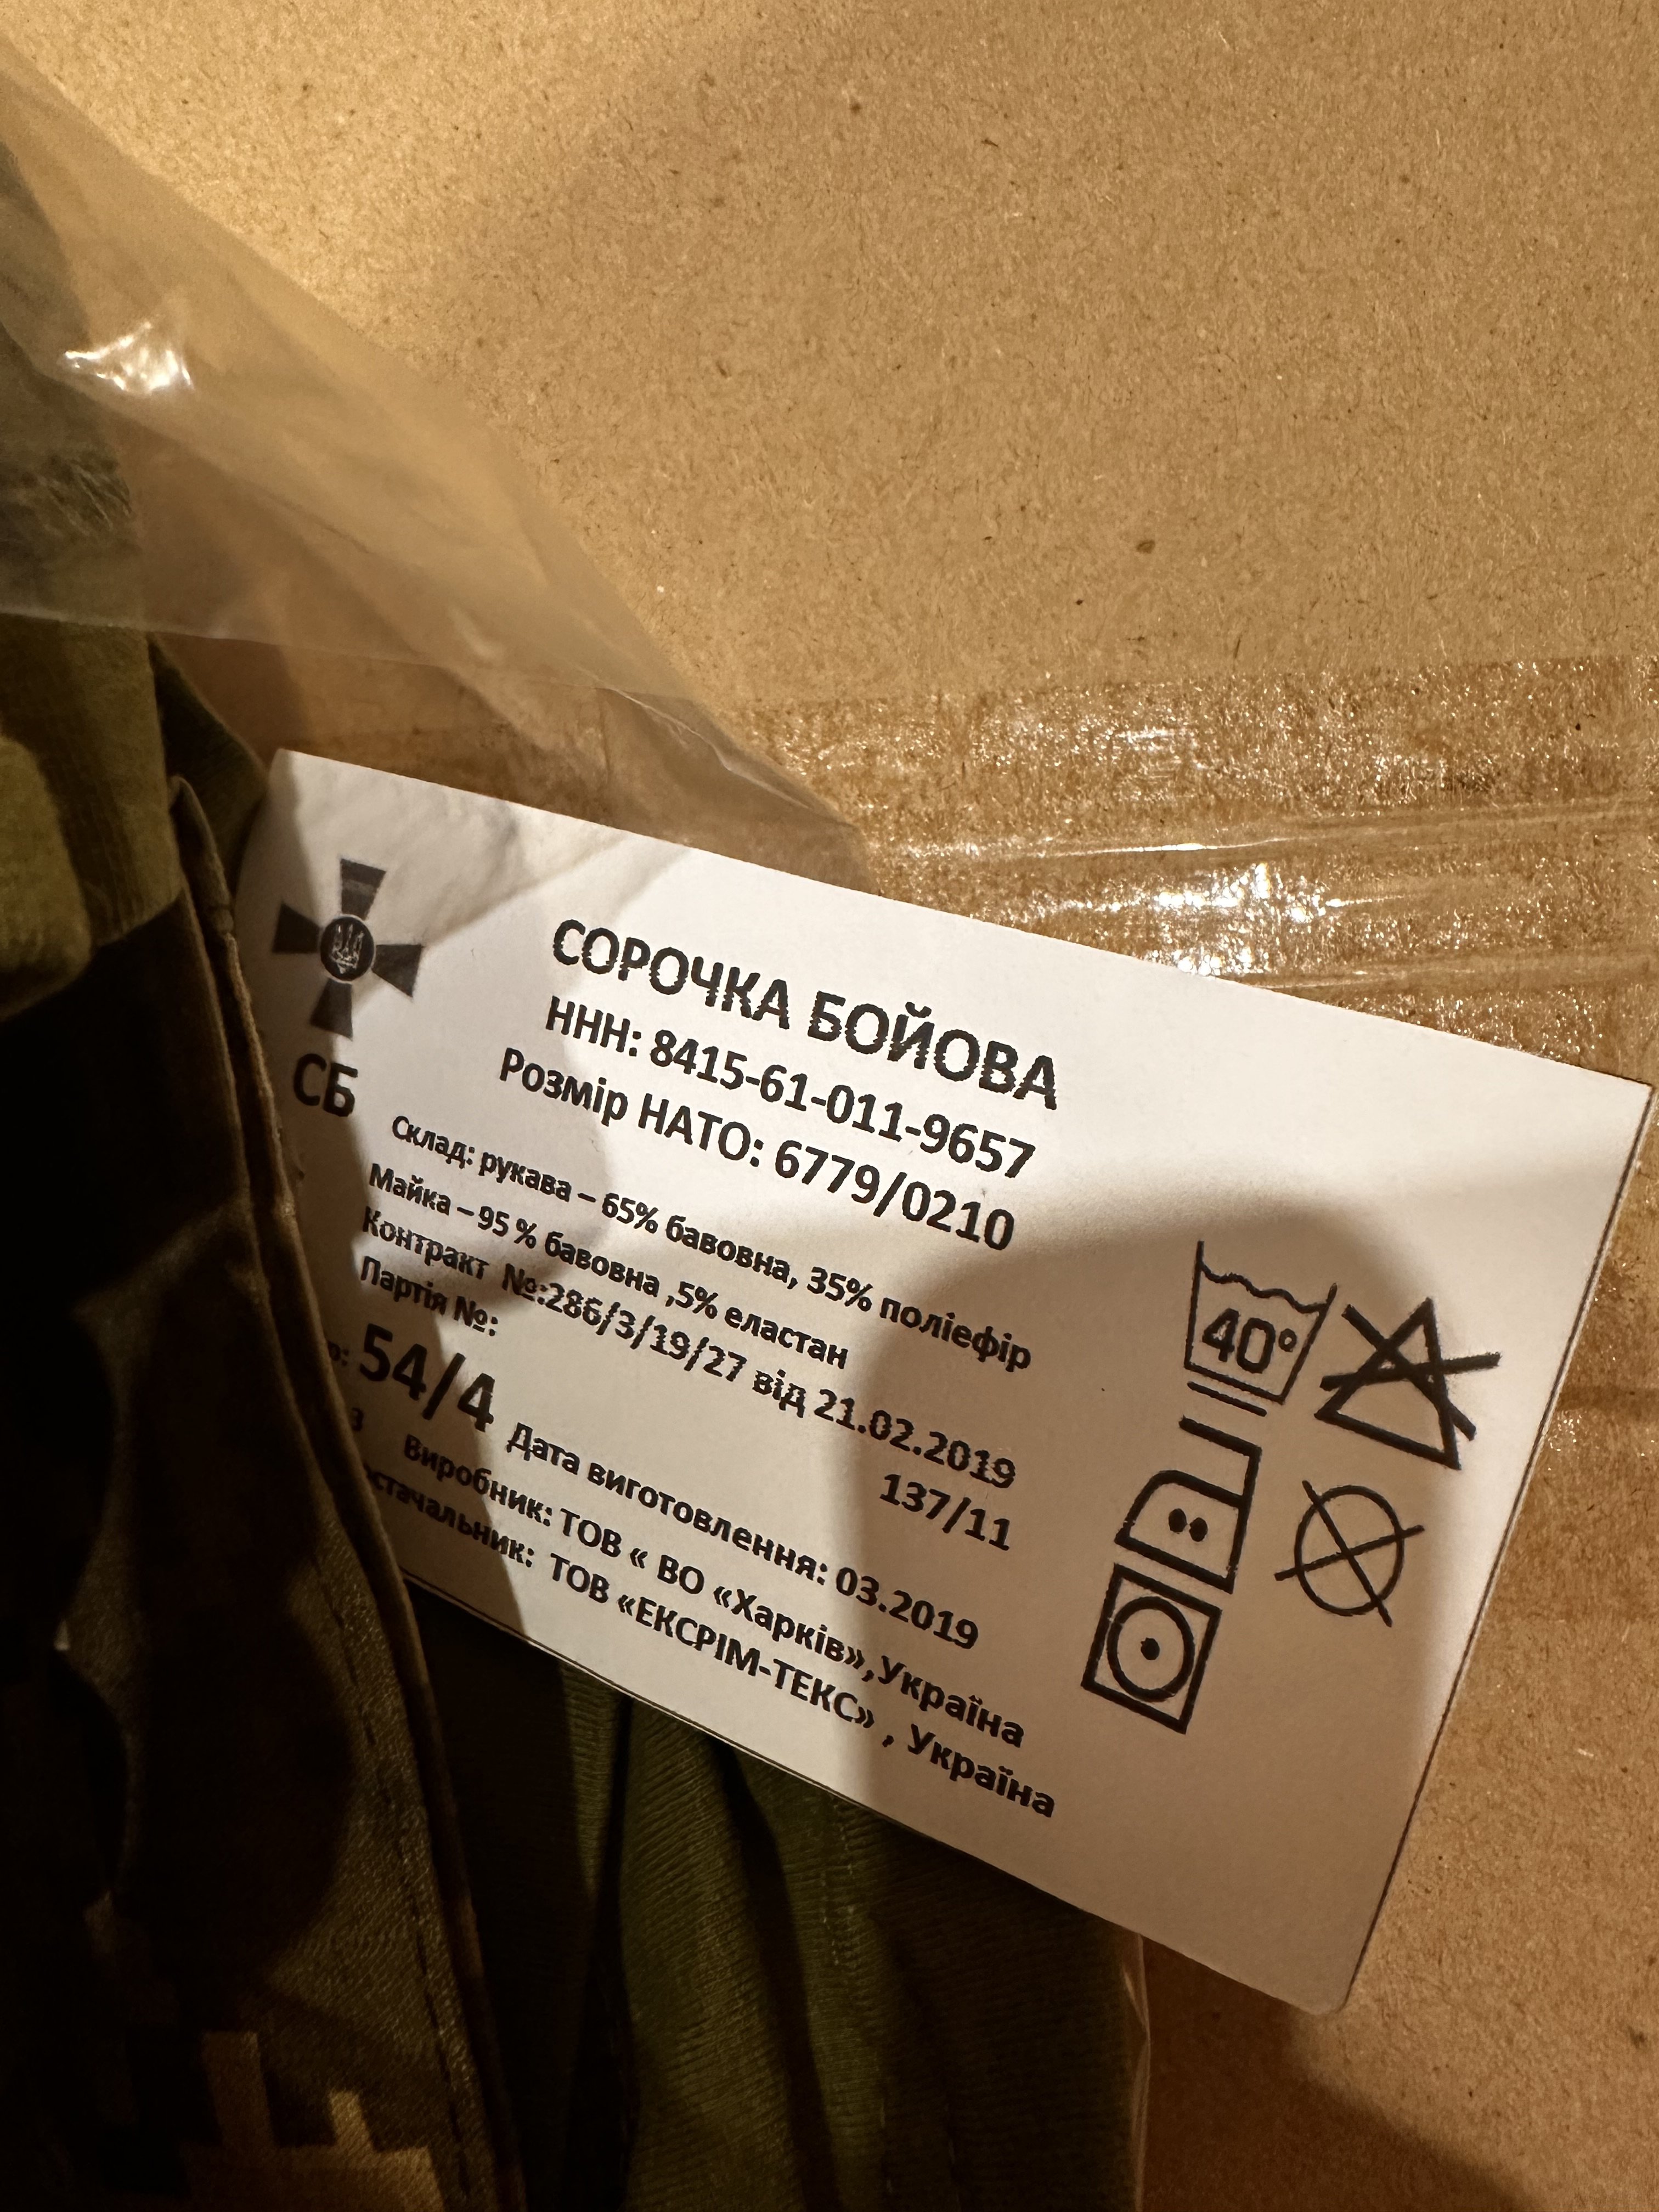 СОРОЧКА БОЙОВА
ННН: 8415-61-011-9657
Розмір НАТО: 6779/0210
СБ
Склад: рукава – 65% бавовна, 35% поліефір
Майка – 95 % бавовна ,5% еластан
Контракт №:286/3/19/27 від 21.02.2019
Партія №: 137/11
54/4 Дата виготовлення: 03.2019
Виробник: ТОВ « ВО «Харків»,Україна
стачальник: ТОВ «ЕКСРІМ-ТЕКС» , Україна
40°